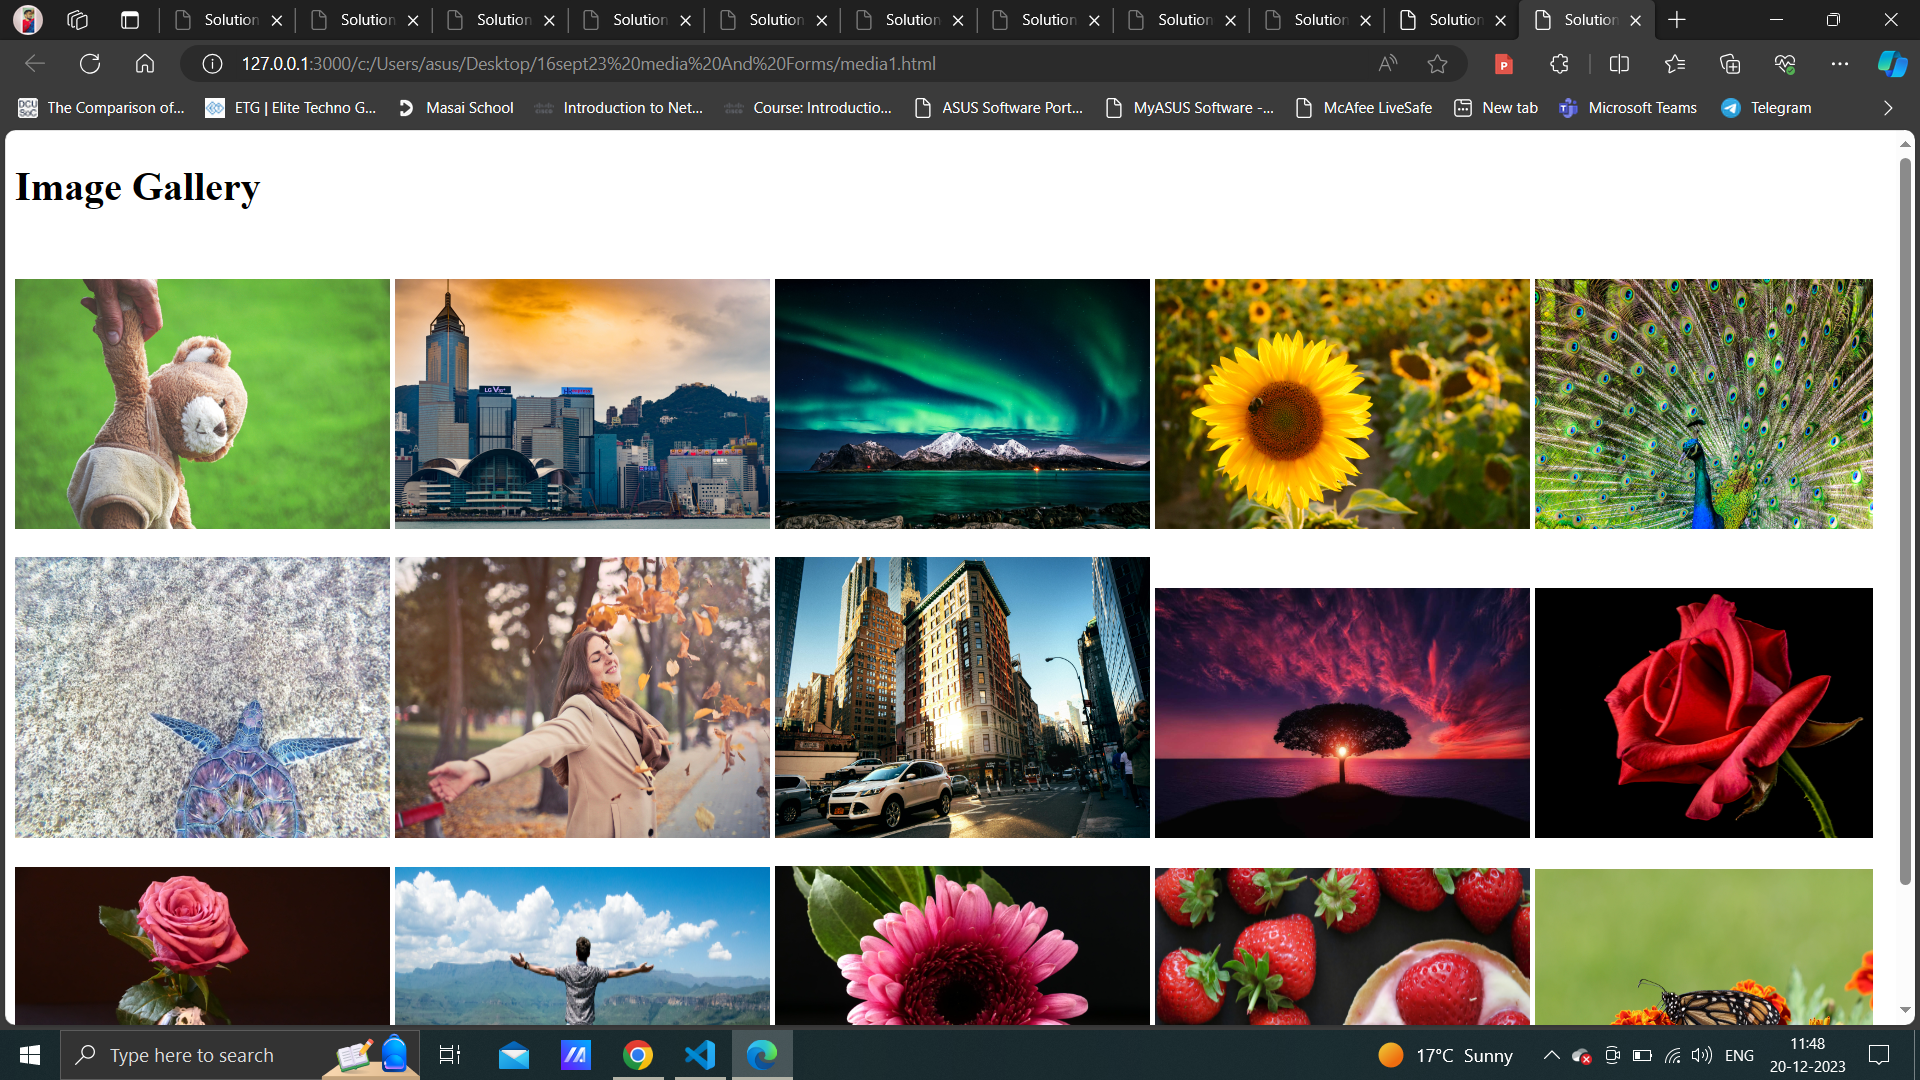 Solution Solution Solution Solution Solution Solution Solution Solution Solution Solution Solution
127.0.0.1:3000/c:/Users/asus/Desktop/16sept23%20media%20And%20Forms/media1.html
The Comparison of... ETG | Elite Techno G... Masai School Introduction to Net... Course: Introductio... ASUS Software Port... MyASUS Software -... McAfee LiveSafe New tab Microsoft Teams Telegram
Image Gallery
LG V10
Type here to search
17°C Sunny
ENG
11:48
20-12-2023